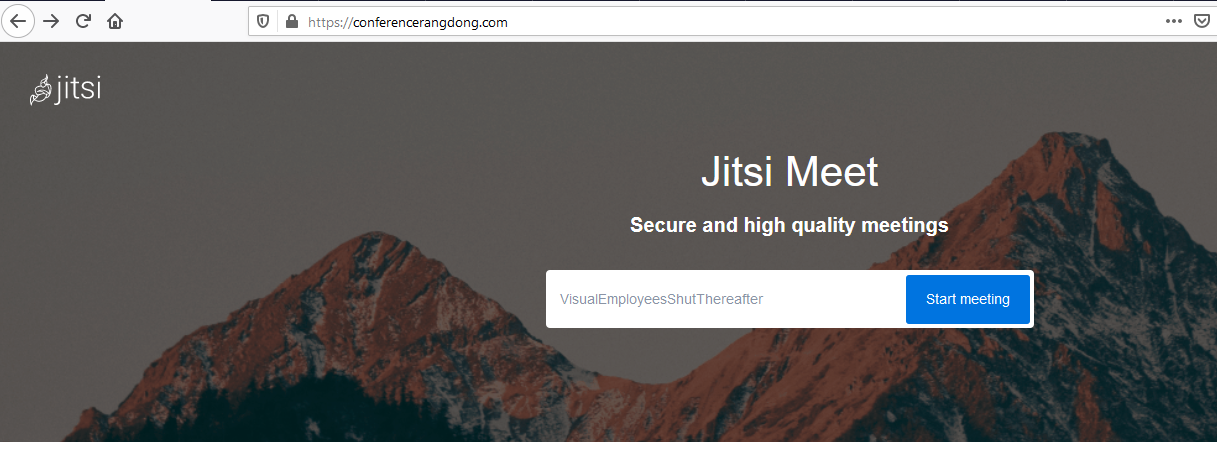 https://conferencerangdong.com
jitsi
Jitsi Meet
Secure and high quality meetings
VisualEmployeesShutThereafter
Start meeting